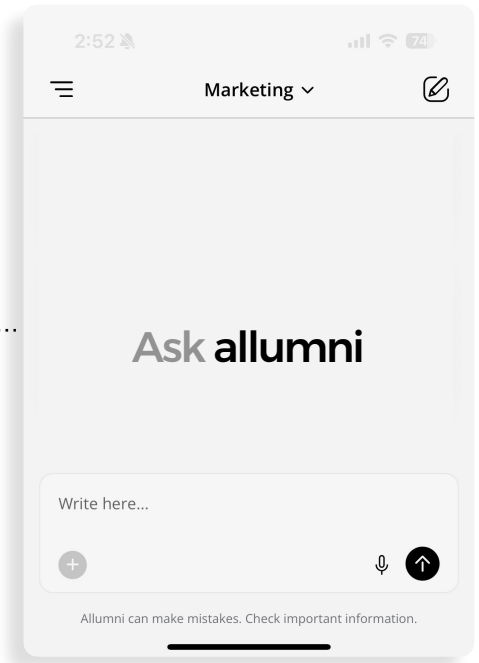 2:52
74
Marketing
...
Ask allumni
Write here...
Allumni can make mistakes. Check important information.